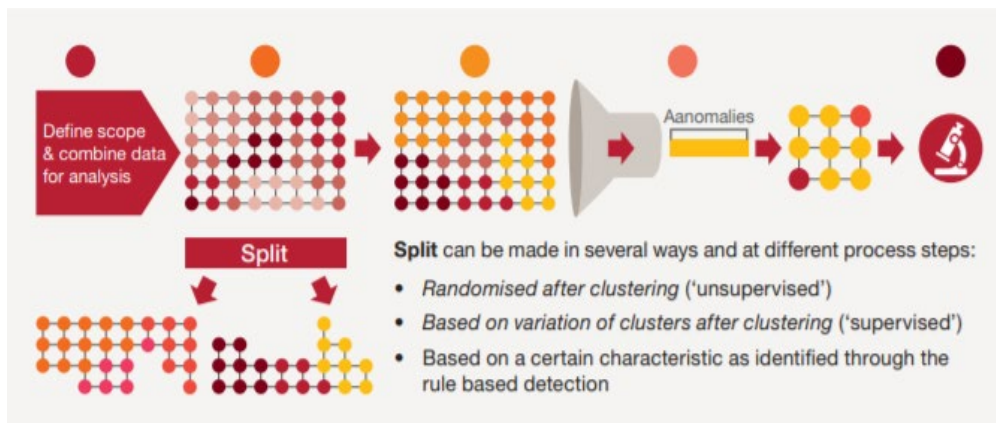 Define scope
& combine data
for analysis
Aanomalies
Split
Split can be made in several ways and at different process steps:
• Randomised after clustering (‘unsupervised’)
• Based on variation of clusters after clustering (‘supervised’)
• Based on a certain characteristic as identified through the
rule based detection